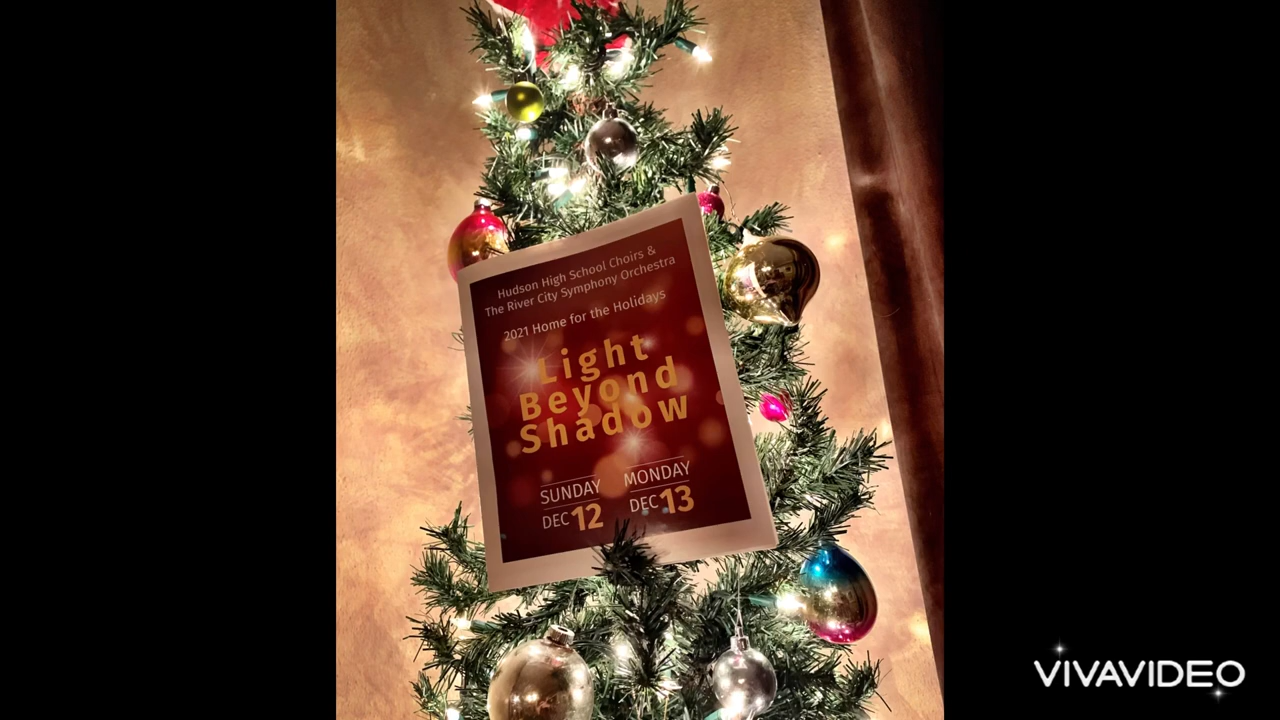 Hudson High School Choirs &
The River City Symphony Orchestra
2021 Home for the Holidays
Light
Beyond
Shadow
SUNDAY
DEC 12
MONDAY
DEC 13
VIVAVIDEO